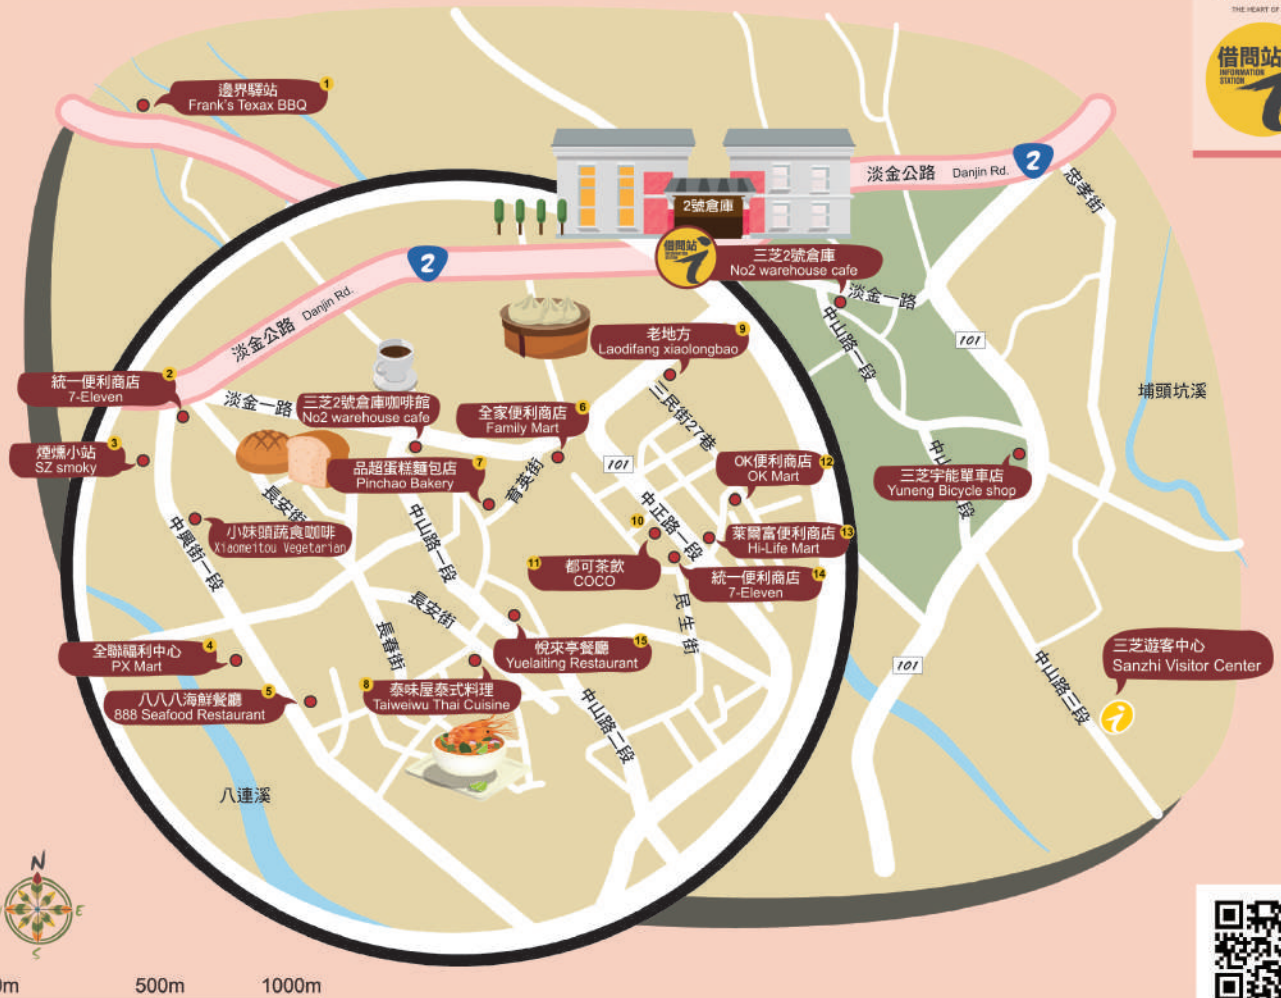 THE HEART OF
借問站
INFORMATION
STATION
邊界驛站
1
Frank's Texax BBQ
2號倉庫
淡金公路 Danjin Rd.
2
忠孝街
借問站
三芝2號倉庫
No2 warehouse cafe
2
淡金公路 Danjin Rd.
淡金一路
中山路一段
101
埔頭坑溪
老地方
9
Laodifang xiaolongbao
統一便利商店
2
7-Eleven
淡金一路
三芝2號倉庫咖啡館
No2 warehouse cafe
全家便利商店
6
Family Mart
三民街27巷
煙燻小站
3
SZ smoky
品超蛋糕麵包店
7
Pinchao Bakery
育英街
101
OK便利商店
12
OK Mart
三芝宇能單車店
Yuneng Bicycle shop
長安街
小妹頭蔬食咖啡
Xiaomeitou Vegetarian
中興街一段
中山路一段
中正路一段
10
萊爾富便利商店
13
Hi-Life Mart
11
都可茶飲
COCO
統一便利商店
14
7-Eleven
長安街
民生街
長春街
全聯福利中心
4
PX Mart
悅來亭餐廳
15
Yuelaiting Restaurant
101
三芝遊客中心
Sanzhi Visitor Center
八八八海鮮餐廳
5
888 Seafood Restaurant
8
泰味屋泰式料理
Taiweiwu Thai Cuisine
中山路二段
中山路三段
八連溪
N
E
S
500m
1000m